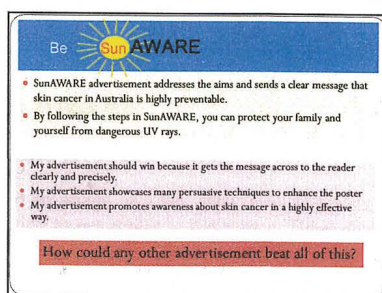 Be Sun AWARE
SunAWARE advertisement addresses the aims and sends a clear message that
skin cancer in Australia is highly preventable.
By following the steps in SunAWARE, you can protect your family and
yourself from dangerous UV rays.
My advertisement should win because it gets the message across to the reader
clearly and precisely.
My advertisement showcases many persuasive techniques to enhance the poster
My advertisement promotes awareness about skin cancer in a highly effective
way.
How could any other advertisement beat all of this?